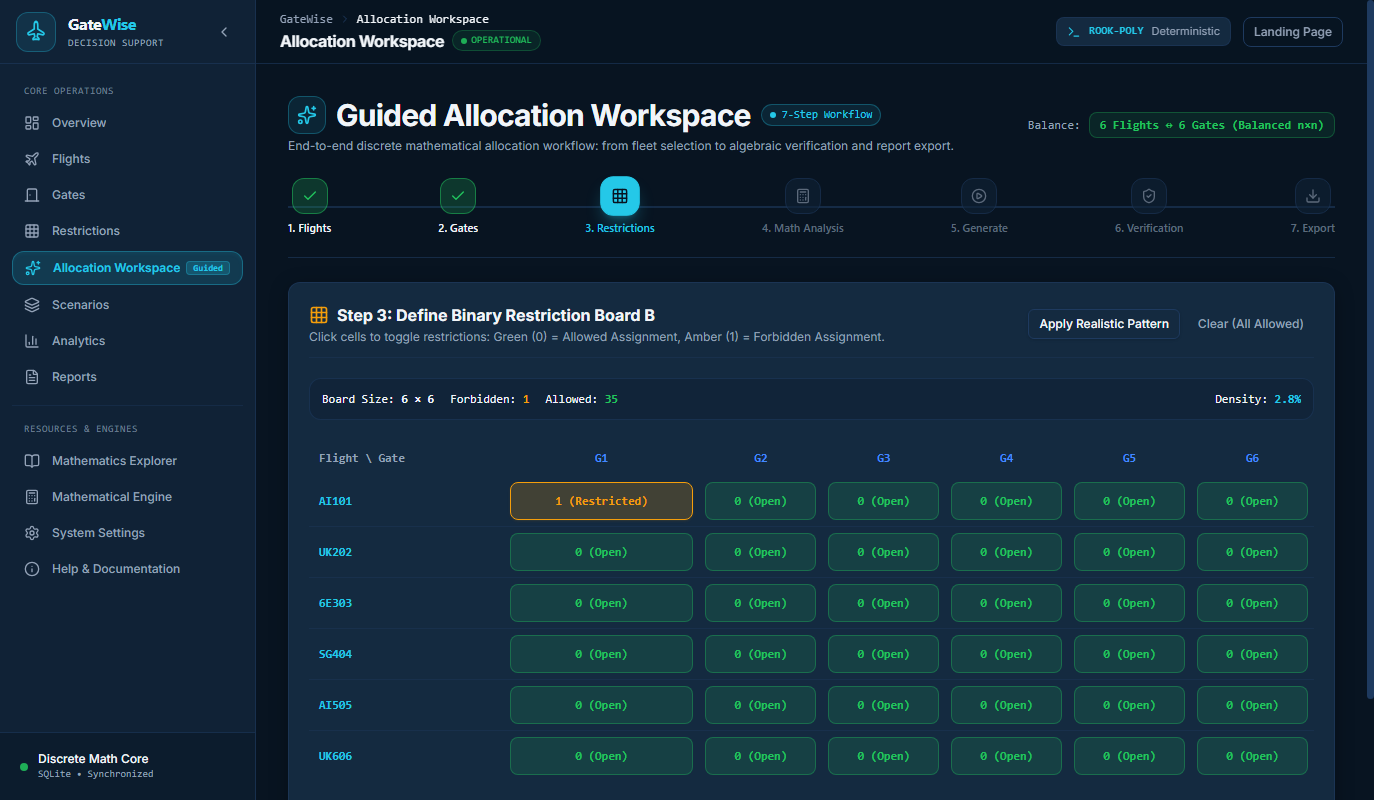 GateWise
DECISION SUPPORT
CORE OPERATIONS
Overview
Flights
Gates
Restrictions
Allocation Workspace Guided
Scenarios
Analytics
Reports
RESOURCES & ENGINES
Mathematics Explorer
Mathematical Engine
System Settings
Help & Documentation
Discrete Math Core
SQLite • Synchronized
GateWise › Allocation Workspace
Allocation Workspace OPERATIONAL
ROOK-POLY Deterministic
Landing Page
Guided Allocation Workspace 7-Step Workflow
End-to-end discrete mathematical allocation workflow: from fleet selection to algebraic verification and report export.
Balance: 6 Flights ↔ 6 Gates (Balanced n×n)
1. Flights 2. Gates 3. Restrictions 4. Math Analysis 5. Generate 6. Verification 7. Export
Step 3: Define Binary Restriction Board B
Click cells to toggle restrictions: Green (0) = Allowed Assignment, Amber (1) = Forbidden Assignment.
Apply Realistic Pattern Clear (All Allowed)
Board Size: 6 × 6 Forbidden: 1 Allowed: 35 Density: 2.8%
Flight \ Gate G1 G2 G3 G4 G5 G6
AI101 1 (Restricted) 0 (Open) 0 (Open) 0 (Open) 0 (Open) 0 (Open)
UK202 0 (Open) 0 (Open) 0 (Open) 0 (Open) 0 (Open) 0 (Open)
6E303 0 (Open) 0 (Open) 0 (Open) 0 (Open) 0 (Open) 0 (Open)
SG404 0 (Open) 0 (Open) 0 (Open) 0 (Open) 0 (Open) 0 (Open)
AI505 0 (Open) 0 (Open) 0 (Open) 0 (Open) 0 (Open) 0 (Open)
UK606 0 (Open) 0 (Open) 0 (Open) 0 (Open) 0 (Open) 0 (Open)